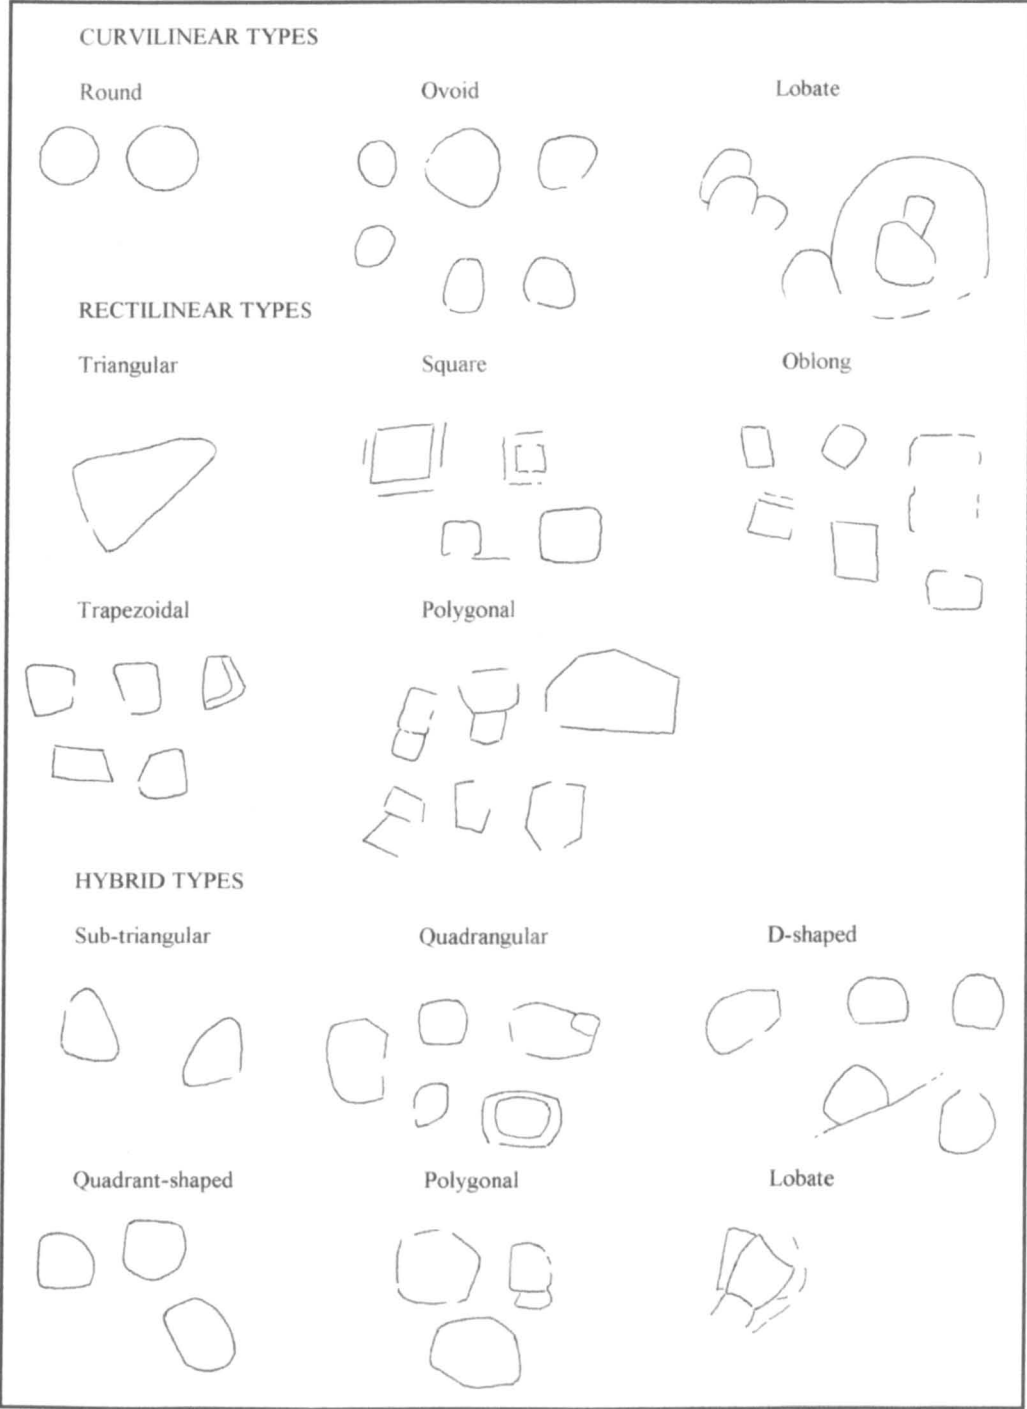 CURVILINEAR TYPES
Round Ovoid Lobate
RECTILINEAR TYPES
Triangular Square Oblong
Trapezoidal Polygonal
HYBRID TYPES
Sub-triangular Quadrangular D-shaped
Quadrant-shaped Polygonal Lobate